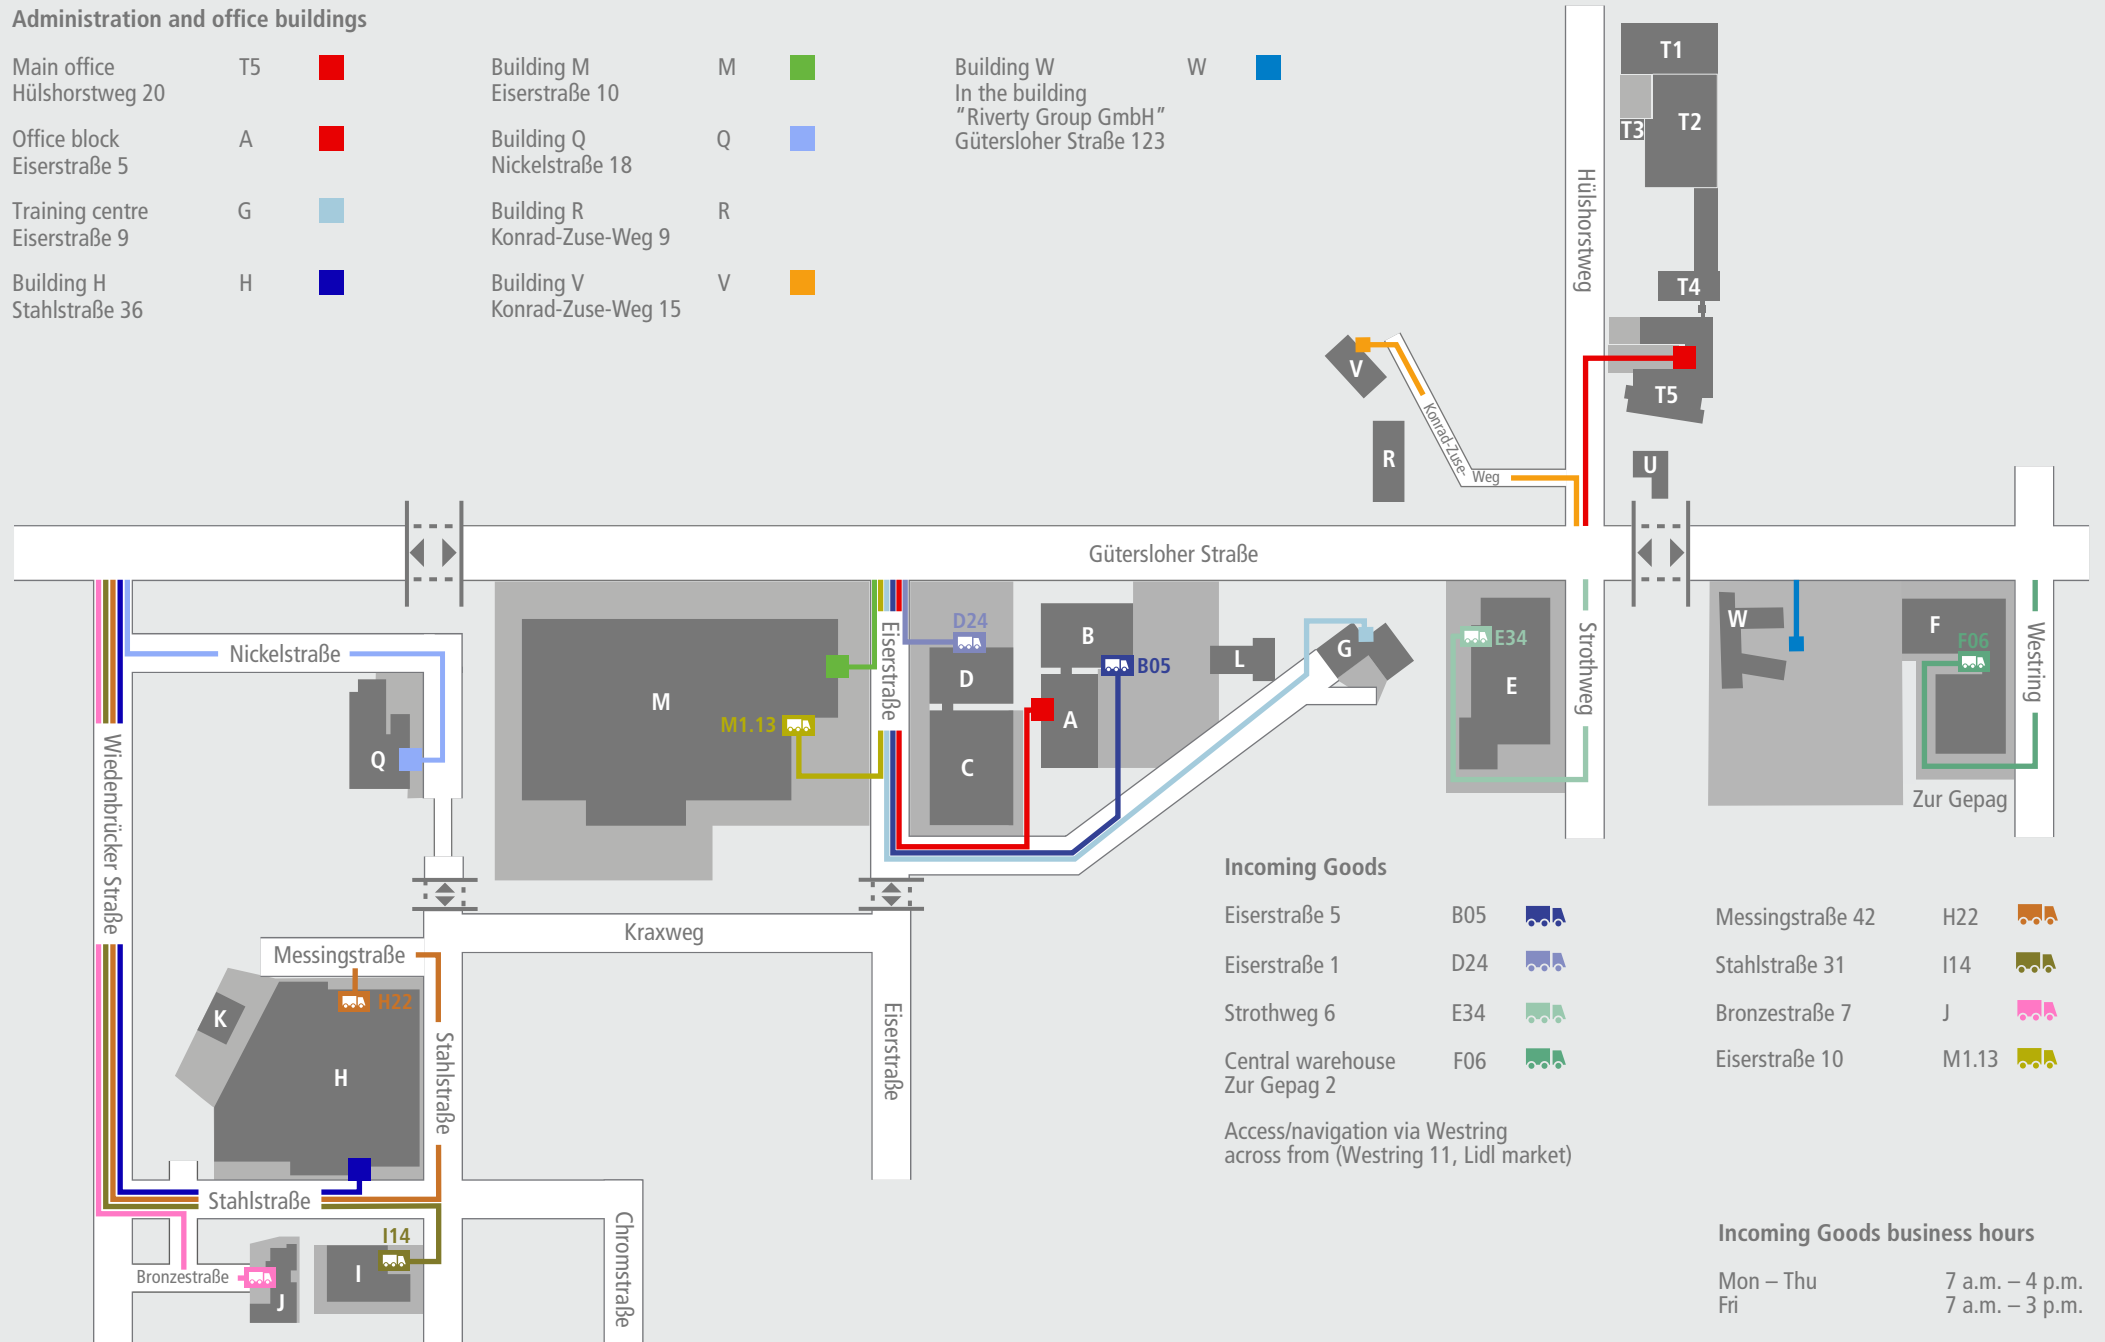 Administration and office buildings
Main office T5
Hülshorstweg 20
Office block A
Eiserstraße 5
Training centre G
Eiserstraße 9
Building H H
Stahlstraße 36
Building M M
Eiserstraße 10
Building Q Q
Nickelstraße 18
Building R R
Konrad-Zuse-Weg 9
Building V V
Konrad-Zuse-Weg 15
Building W W
In the building
“Riverty Group GmbH”
Gütersloher Straße 123
T1
T2
T3
Hülshorstweg
T4
T5
V
Konrad-Zuse-
Weg
R
U
Gütersloher Straße
Nickelstraße
Q
Wiedenbrücker Straße
M
M1.13
Eiserstraße
D24
D
C
B
B05
A
L
G
E34
E
Strothweg
W
F
F06
Westring
Zur Gepag
Kraxweg
Messingstraße
H22
K
H
Stahlstraße
Eiserstraße
Stahlstraße
I14
I
Bronzestraße
J
Chromstraße
Incoming Goods
Eiserstraße 5 B05
Eiserstraße 1 D24
Strothweg 6 E34
Central warehouse F06
Zur Gepag 2
Access/navigation via Westring
across from (Westring 11, Lidl market)
Messingstraße 42 H22
Stahlstraße 31 I14
Bronzestraße 7 J
Eiserstraße 10 M1.13
Incoming Goods business hours
Mon – Thu 7 a.m. – 4 p.m.
Fri 7 a.m. – 3 p.m.